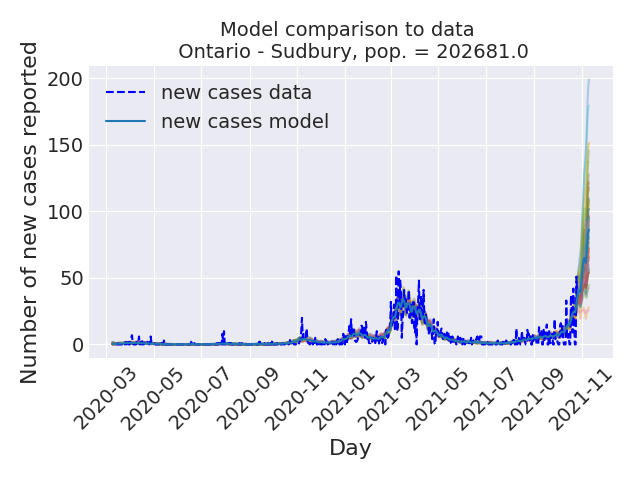 Model comparison to data
Ontario - Sudbury, pop. = 202681.0
Number of new cases reported
200
150
100
50
0
new cases data
new cases model
2020-03
2020-05
2020-07
2020-09
2020-11
2021-01
2021-03
2021-05
2021-07
2021-09
2021-11
Day